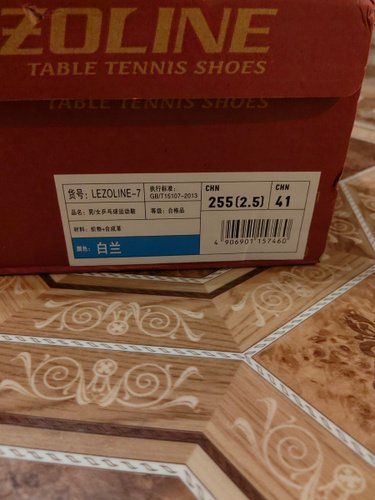 ZOLINE
TABLE TENNIS SHOES
TABLE TENNIS SHOES
货号: LEZOLINE-7
执行标准:
GB/T15107-2013
品名: 男/女乒乓球运动鞋
等级: 合格品
材料: 织物+合成革
颜色: 白兰
CHN
255(2.5)
CHN
41
4 906901 157460